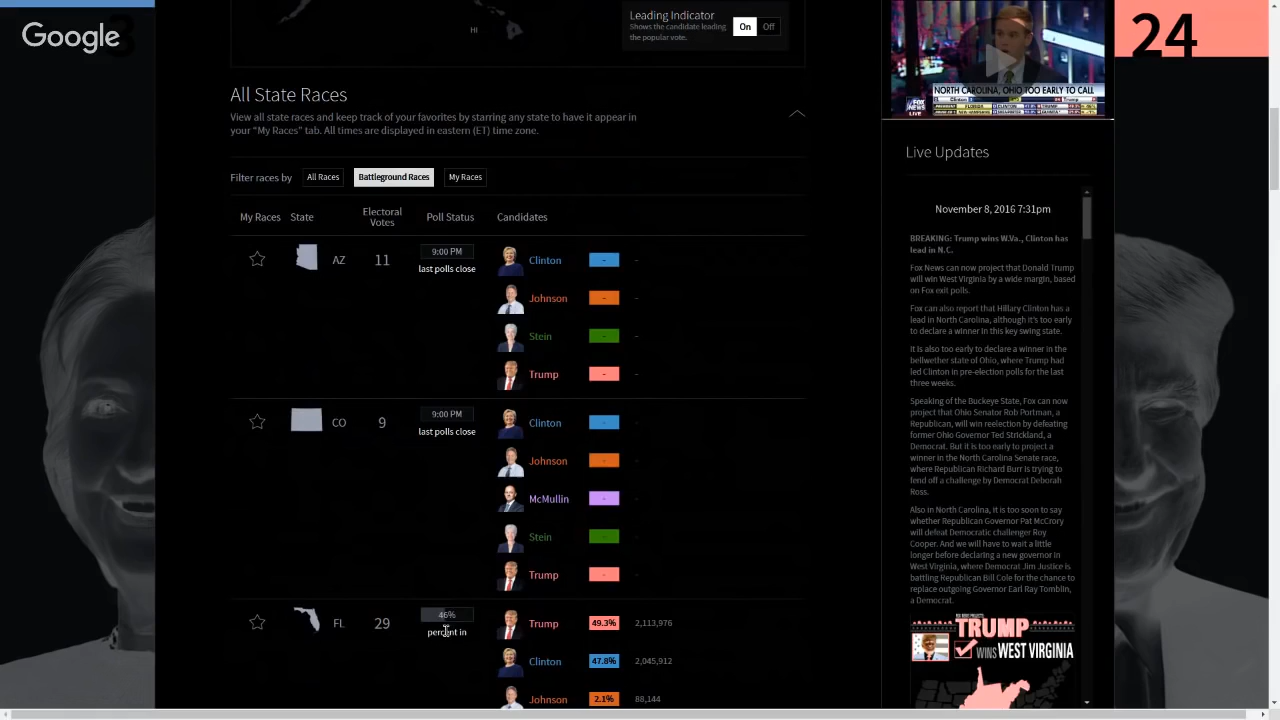 Google
3
24
HI
Leading Indicator
Shows the candidate leading
the popular vote.
On
Off
All State Races
of your favorites by starring any state to have it appear in
your “My Races” tab. All times are displayed in eastern (ET) time zone.
Filter races by
All Races
Battleground Races
My Races
My Races
State
Electoral
Votes
Poll Status
Candidates
AZ
11
9:00 PM
last polls close
Clinton
-
-
Johnson
-
-
Stein
-
-
Trump
-
-
CO
9
9:00 PM
last polls close
Clinton
-
-
Johnson
-
-
McMullin
-
-
Stein
-
-
Trump
-
-
FL
29
46%
percent in
Trump
49.3%
2,113,976
Clinton
47.8%
2,045,912
Johnson
2.1%
88,144
NORTH CAROLINA, OHIO TOO EARLY TO CALL
FOX
NEWS
LIVE
Clinton
Trump
Live Updates
November 8, 2016 7:31pm
BREAKING: Trump wins W.Va., Clinton has
lead in N.C.
Fox News can now project that Donald Trump
will win West Virginia by a wide margin, based
on Fox exit polls.
Fox can also report that Hillary Clinton has a
lead in North Carolina, although it's too early
to declare a winner in this key swing state.
It is also too early to declare a winner in the
bellwether state of Ohio, where Trump had
led Clinton in pre-election polls for the last
three weeks.
Speaking of the Buckeye State, Fox can now
project that Ohio Senator Rob Portman, a
Republican, will win reelection by defeating
former Ohio Governor Ted Strickland, a
Democrat. But it is too early to project a
winner in the North Carolina Senate race,
where Republican Richard Burr is trying to
fend off a challenge by Democrat Deborah
Ross.
Also in North Carolina, it is too soon to say
whether Republican Governor Pat McCrory
will defeat Democratic challenger Roy
Cooper. And we will have to wait a little
longer before declaring a new governor in
West Virginia, where Democrat Jim Justice is
battling Republican Bill Cole for the chance to
replace outgoing Governor Earl Ray Tomblin,
a Democrat.
FOX NEWS PROJECTS:
TRUMP
WINS WEST VIRGINIA